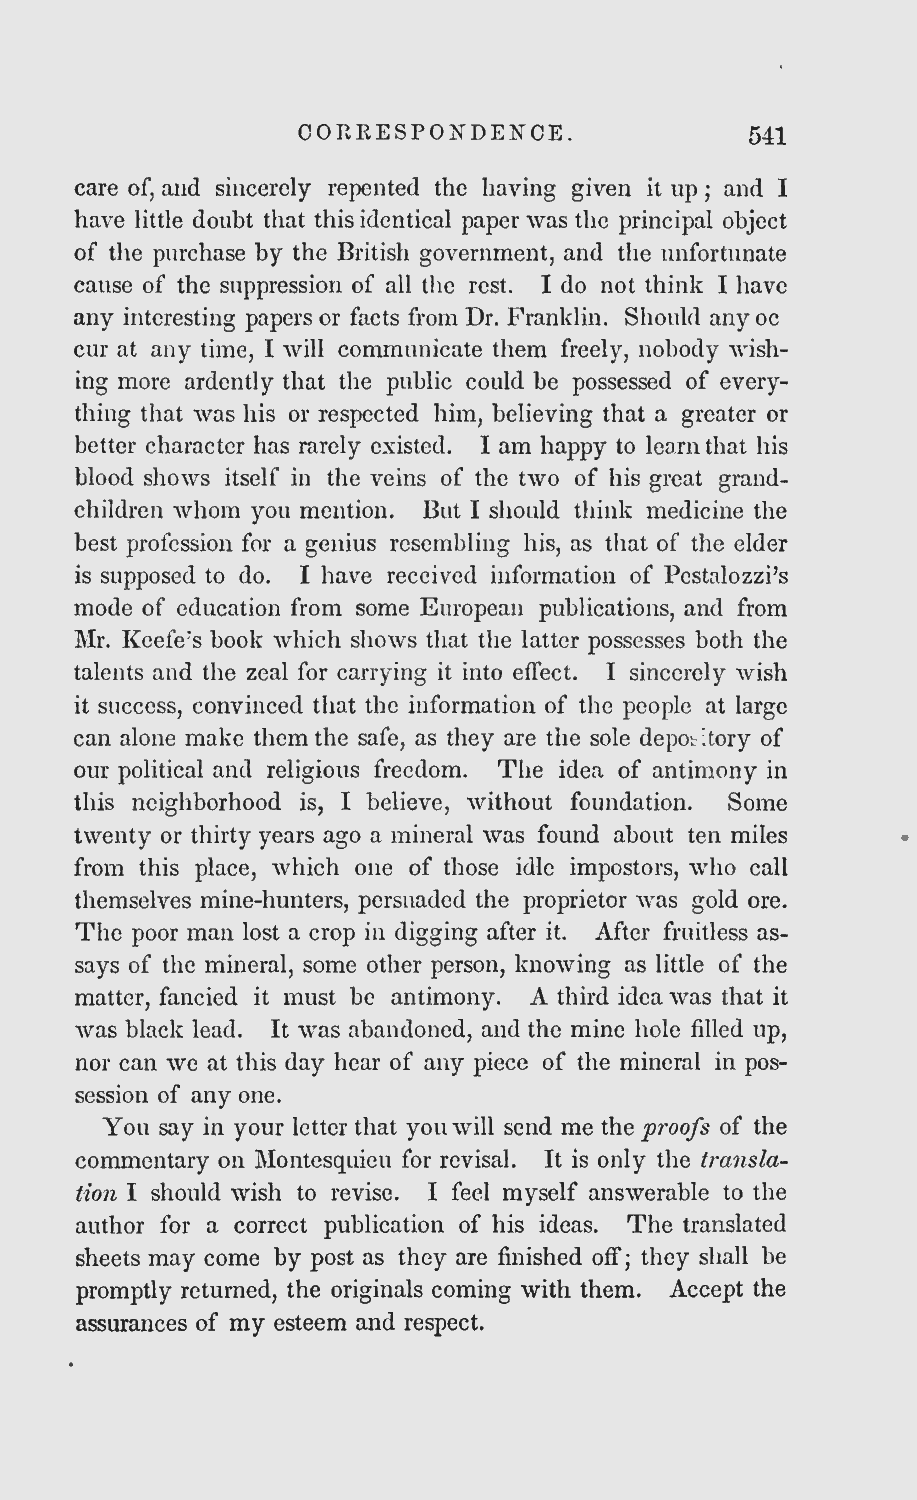 CORRESPONDENCE. 541
care of, and sincerely repented the having given it up; and I
have little doubt that this identical paper was the principal object
of the purchase by the British government, and the unfortunate
cause of the suppression of all the rest. I do not think I have
any interesting papers or facts from Dr. Franklin. Should any oc
cur at any time, I will communicate them freely, nobody wish-
ing more ardently that the public could be possessed of every-
thing that was his or respected him, believing that a greater or
better character has rarely existed. I am happy to learn that his
blood shows itself in the veins of the two of his great grand-
children whom you mention. But I should think medicine the
best profession for a genius resembling his, as that of the elder
is supposed to do. I have received information of Pestalozzi's
mode of education from some European publications, and from
Mr. Keefe's book which shows that the latter possesses both the
talents and the zeal for carrying it into effect. I sincerely wish
it success, convinced that the information of the people at large
can alone make them the safe, as they are the sole depository of
our political and religious freedom. The idea of antimony in
this neighborhood is, I believe, without foundation. Some
twenty or thirty years ago a mineral was found about ten miles
from this place, which one of those idle impostors, who call
themselves mine-hunters, persuaded the proprietor was gold ore.
The poor man lost a crop in digging after it. After fruitless as-
says of the mineral, some other person, knowing as little of the
matter, fancied it must be antimony. A third idea was that it
was black lead. It was abandoned, and the mine hole filled up,
nor can we at this day hear of any piece of the mineral in pos-
session of any one.
You say in your letter that you will send me the proofs of the
commentary on Montesquieu for revisal. It is only the transla-
tion I should wish to revise. I feel myself answerable to the
author for a correct publication of his ideas. The translated
sheets may come by post as they are finished off; they shall be
promptly returned, the originals coming with them. Accept the
assurances of my esteem and respect.